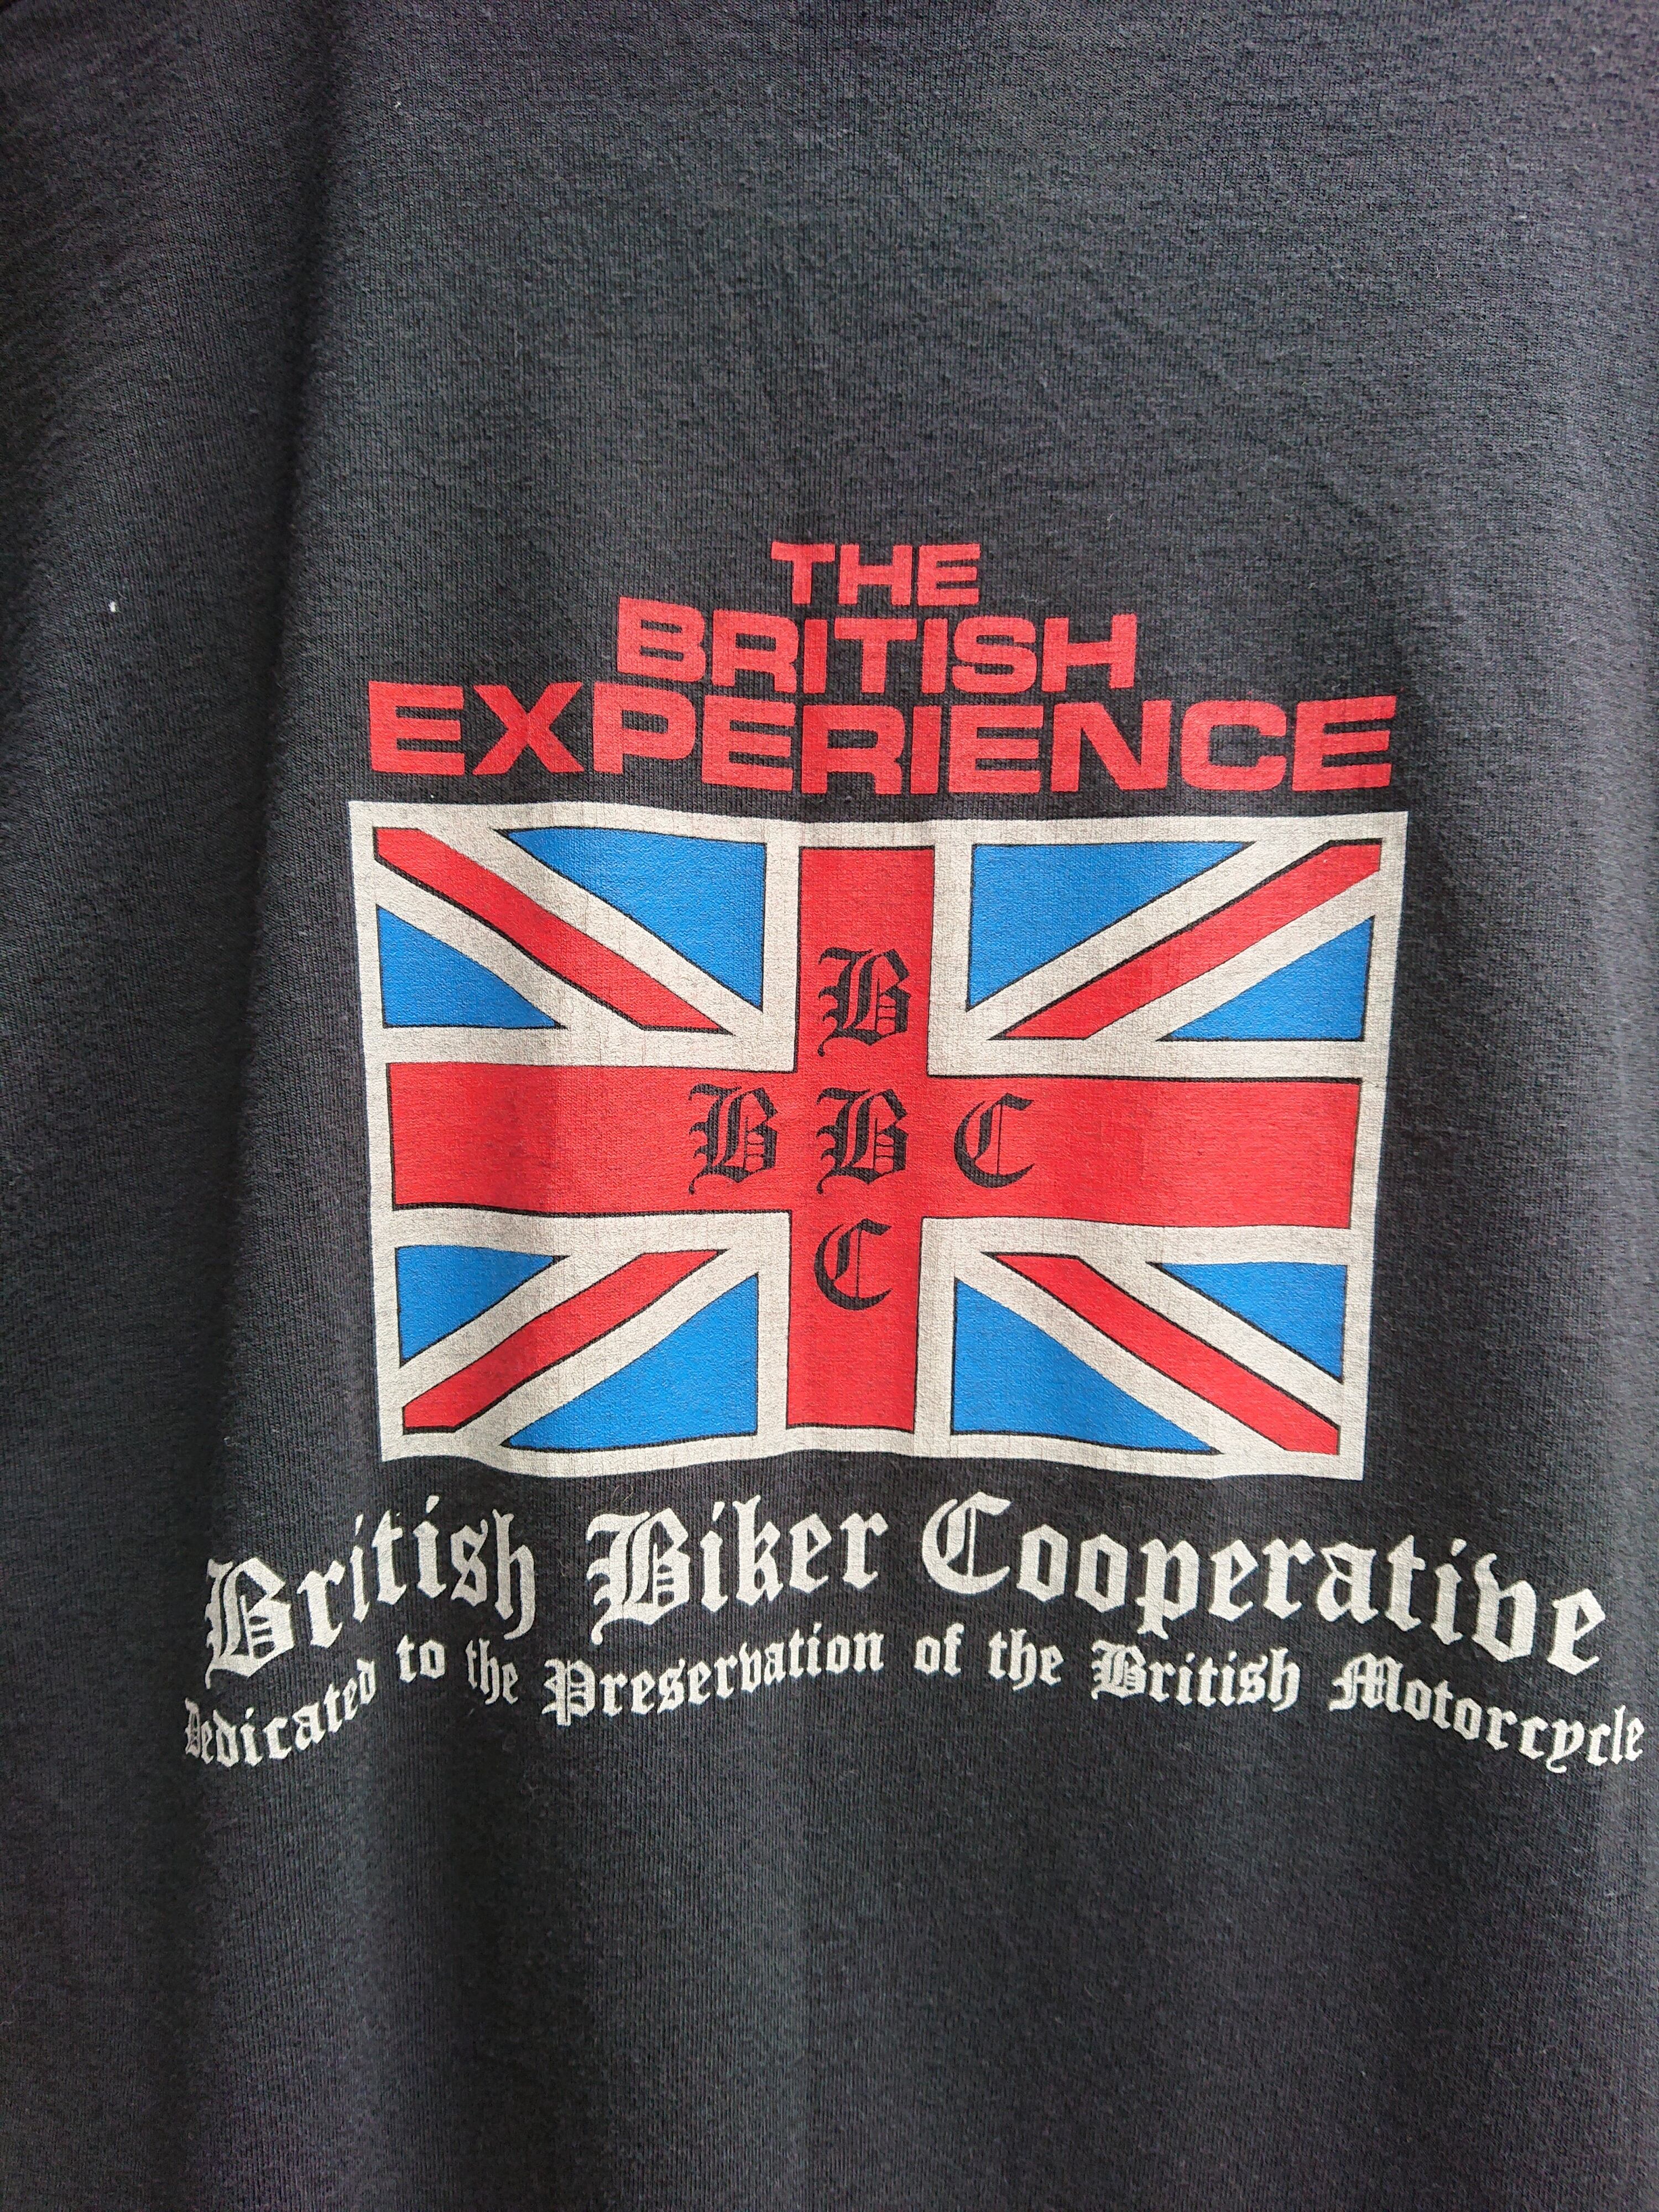 THE
BRITISH
EXPERIENCE
B
B B C
C
British Biker Cooperative
Dedicated to the Preservation of the British Motorcycle